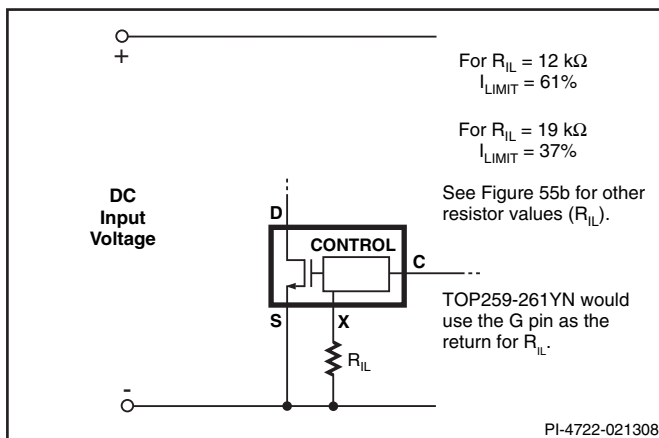 +
For R_IL = 12 kΩ
I_LIMIT = 61%
For R_IL = 19 kΩ
I_LIMIT = 37%
See Figure 55b for other
resistor values (R_IL).
DC
Input
Voltage
D
CONTROL
C
S
X
TOP259-261YN would
use the G pin as the
return for R_IL.
R_IL
-
PI-4722-021308